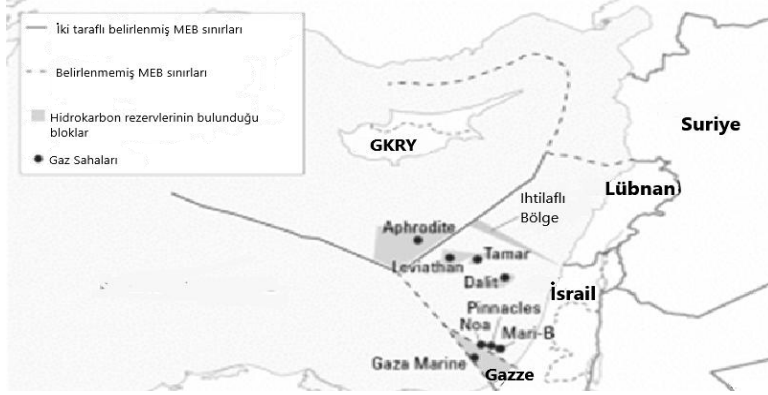 İki taraflı belirlenmiş MEB sınırları
Belirlenmemiş MEB sınırları
Hidrokarbon rezervlerinin bulunduğu
bloklar
Gaz Sahaları
Suriye
GKRY
Lübnan
Ihtilaflı
Bölge
Aphrodite
Tamar
Leviathan
Dalit
İsrail
Pinnacles
Noa
Mari-B
Gaza Marine
Gazze